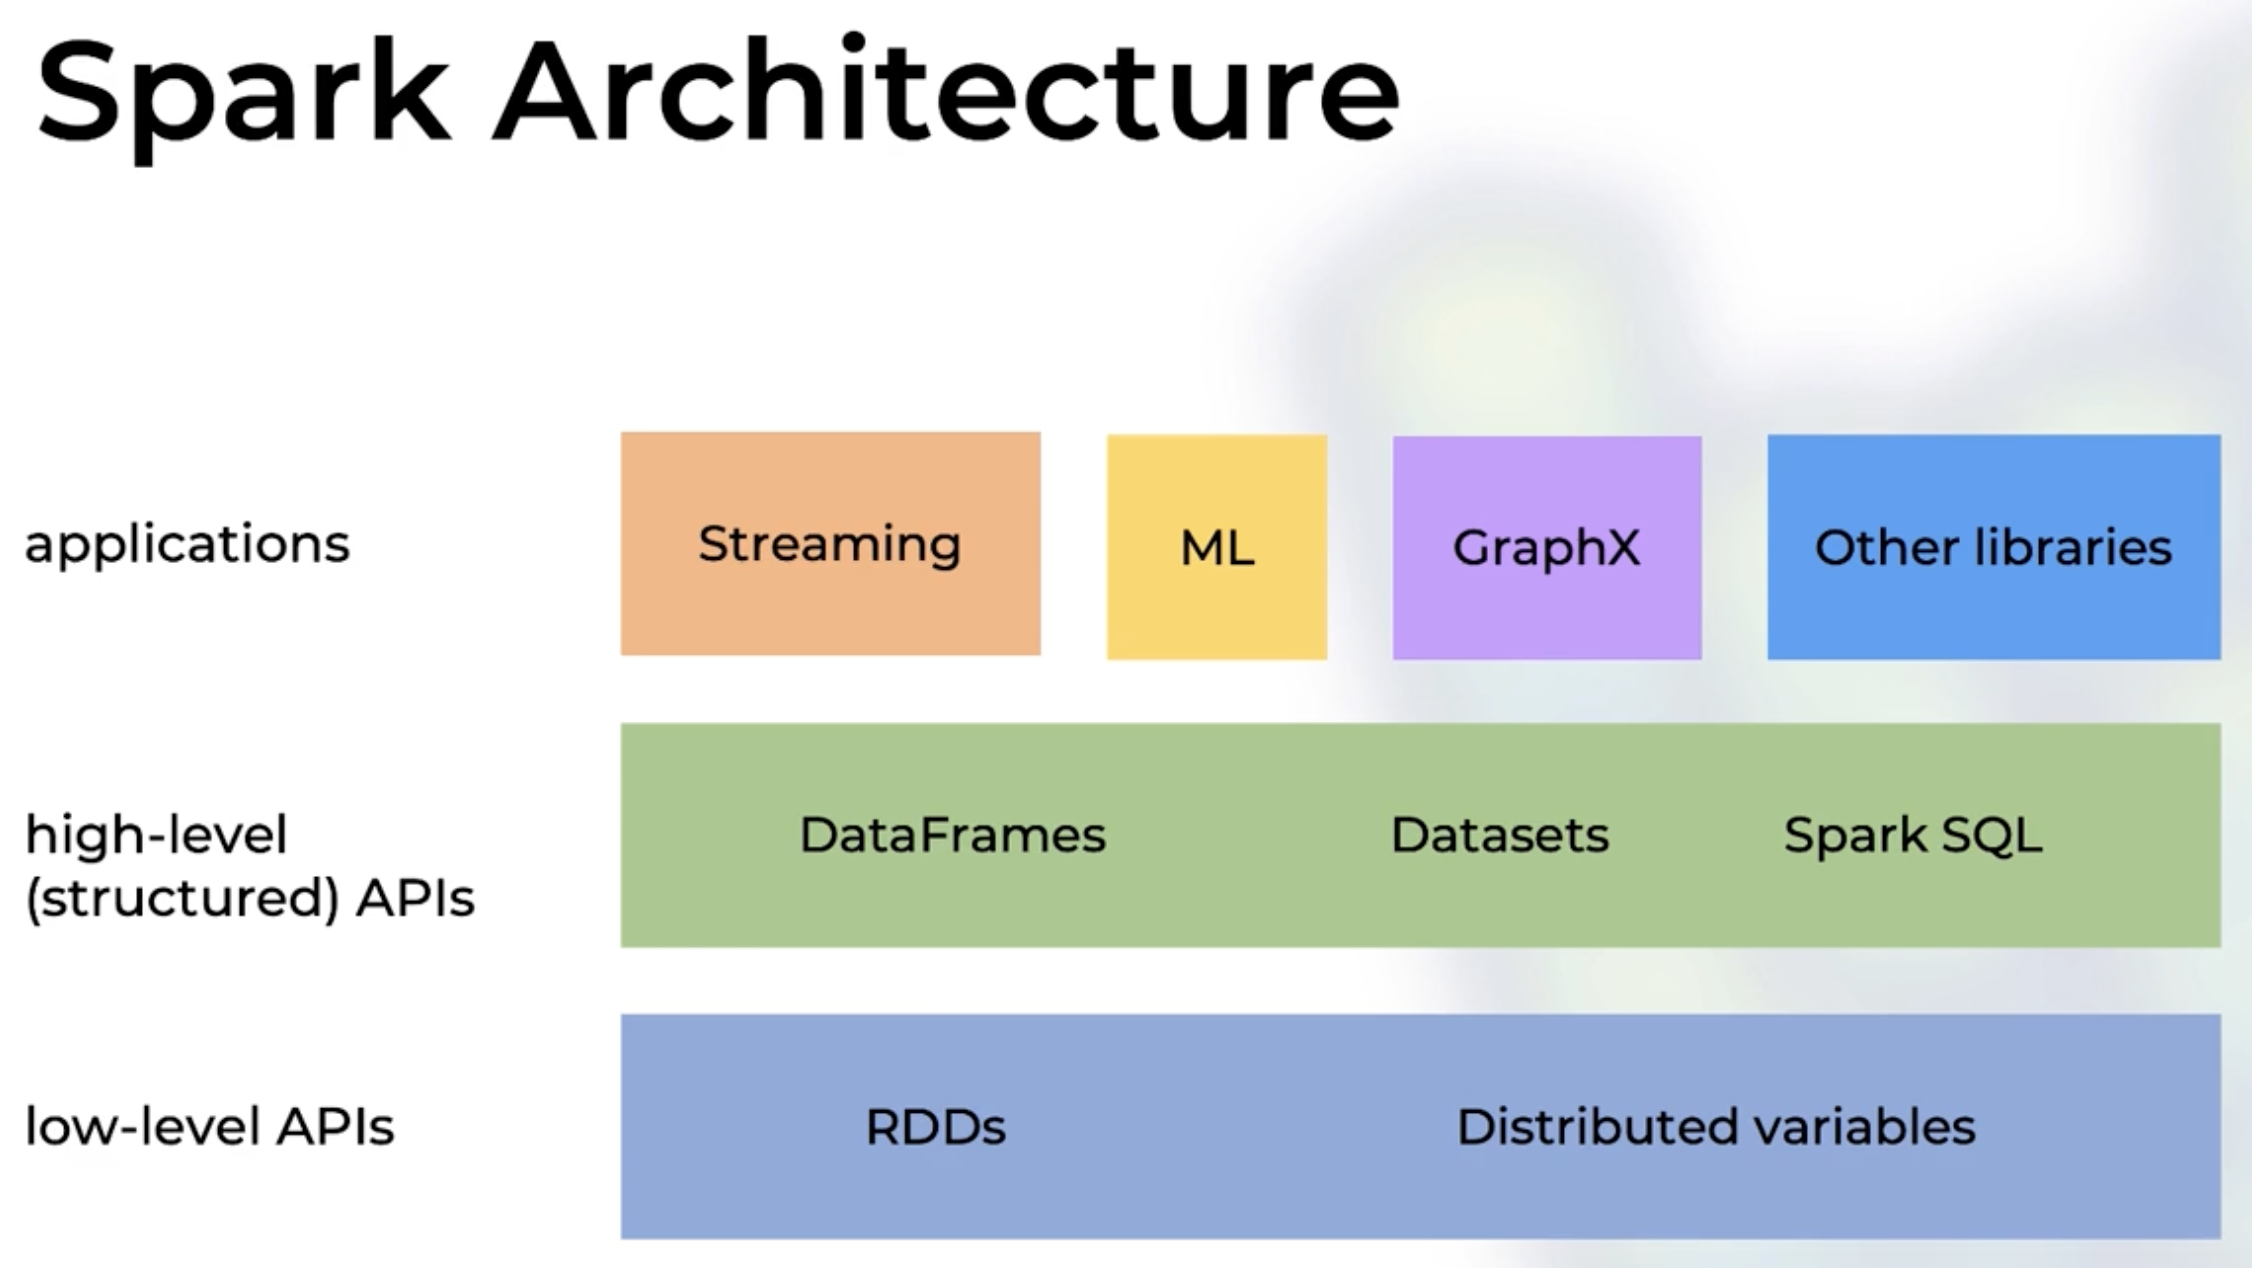 Spark Architecture
applications
Streaming
ML
GraphX
Other libraries
high-level
(structured) APIs
DataFrames
Datasets
Spark SQL
low-level APIs
RDDs
Distributed variables